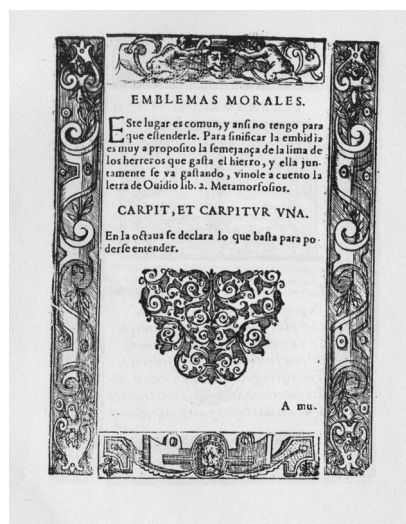 EMBLEMAS MORALES.
Este lugar es comun, y ansi no tengo para
que estenderle. Para sinificar la embidia
es muy a proposito la semejança de la lima de
los herreros que gasta el hierro, y ella jun-
tamente se va gastando, vinole a cuento la
letra de Ouidio lib. 2. Metamorfosios.
CARPIT, ET CARPITVR VNA.
En la octaua se declara lo que basta para po-
derse entender.
A mu.